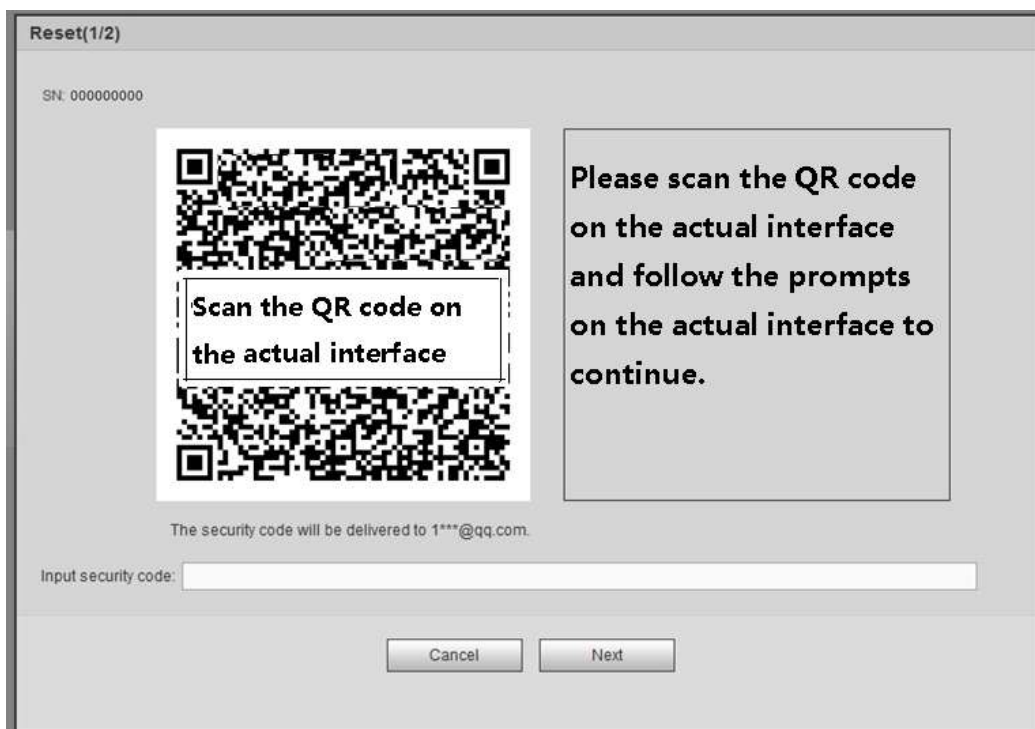 Reset(1/2)
SN: 000000000
Scan the QR code on
the actual interface
Please scan the QR code
on the actual interface
and follow the prompts
on the actual interface to
continue.
The security code will be delivered to 1***@qq.com.
Input security code:
Cancel
Next